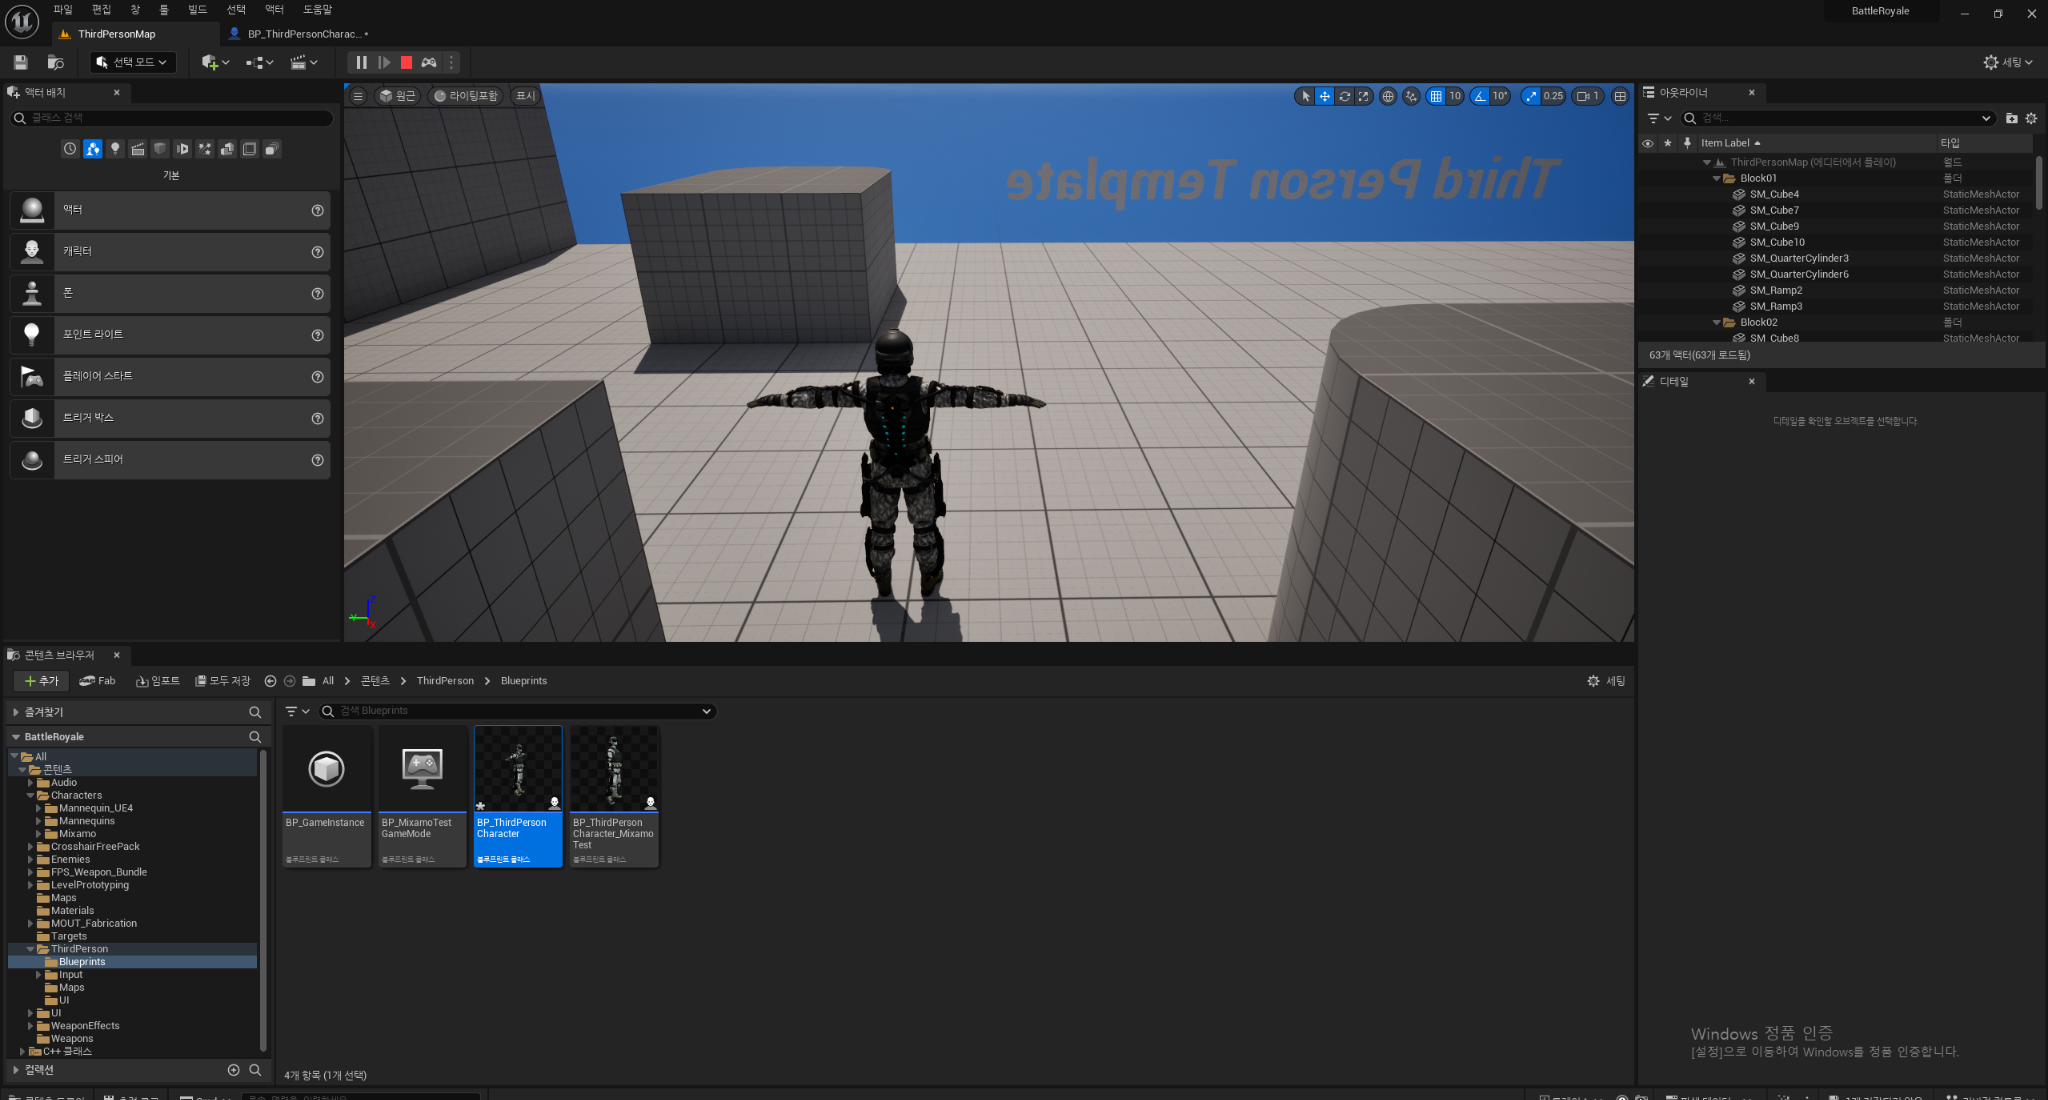 파일 편집 창 툴 빌드 선택 액터 도움말
BattleRoyale
ThirdPersonMap
BP_ThirdPersonCharac...•
선택 모드
세팅
액터 배치
클래스 검색
기본
액터
캐릭터
폰
포인트 라이트
플레이어 스타트
트리거 박스
트리거 스피어
원근
라이팅포함
표시
10
10°
0.25
1
Third Person Template
Z
Y
X
아웃라이너
검색...
Item Label
타입
ThirdPersonMap (에디터에서 플레이) 월드
Block01 폴더
SM_Cube4 StaticMeshActor
SM_Cube7 StaticMeshActor
SM_Cube9 StaticMeshActor
SM_Cube10 StaticMeshActor
SM_QuarterCylinder3 StaticMeshActor
SM_QuarterCylinder6 StaticMeshActor
SM_Ramp2 StaticMeshActor
SM_Ramp3 StaticMeshActor
Block02 폴더
SM_Cube8 StaticMeshActor
63개 액터(63개 로드됨)
디테일
디테일을 확인할 오브젝트를 선택합니다
콘텐츠 브라우저
추가
Fab
임포트
모두 저장
All > 콘텐츠 > ThirdPerson > Blueprints
세팅
즐겨찾기
BattleRoyale
All
콘텐츠
Audio
Characters
Mannequin_UE4
Mannequins
Mixamo
CrosshairFreePack
Enemies
FPS_Weapon_Bundle
LevelPrototyping
Maps
Materials
MOUT_Fabrication
Targets
ThirdPerson
Blueprints
Input
Maps
UI
UI
WeaponEffects
Weapons
C++ 클래스
컬렉션
검색 Blueprints
BP_GameInstance
블루프린트 클래스
BP_MixamoTest
GameMode
블루프린트 클래스
BP_ThirdPerson
Character
블루프린트 클래스
BP_ThirdPerson
Character_Mixamo
Test
블루프린트 클래스
4개 항목 (1개 선택)
Windows 정품 인증
[설정]으로 이동하여 Windows를 정품 인증합니다.